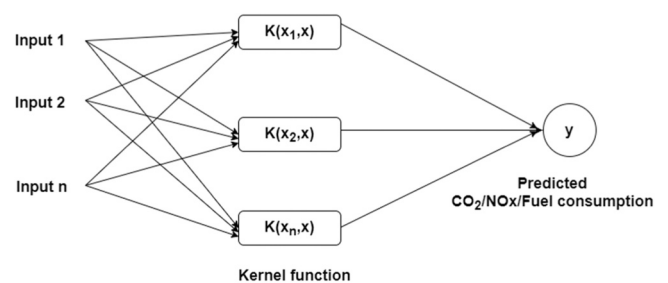 Input 1
Input 2
Input n
K(x₁,x)
K(x₂,x)
K(xₙ,x)
Kernel function
y
Predicted
CO₂/NOx/Fuel consumption